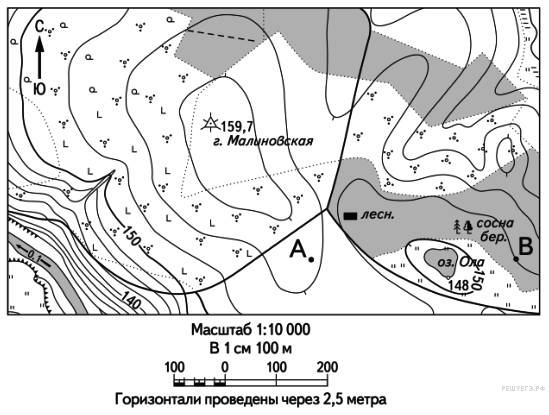 С
Ю
159,7
г. Малиновская
лесн.
сосна
бер.
А
В
оз. Ола
148
150
150
140
0,1
Масштаб 1:10 000
В 1 см 100 м
100 0 100 200
Горизонтали проведены через 2,5 метра
РЕШУЕГЭ.РФ